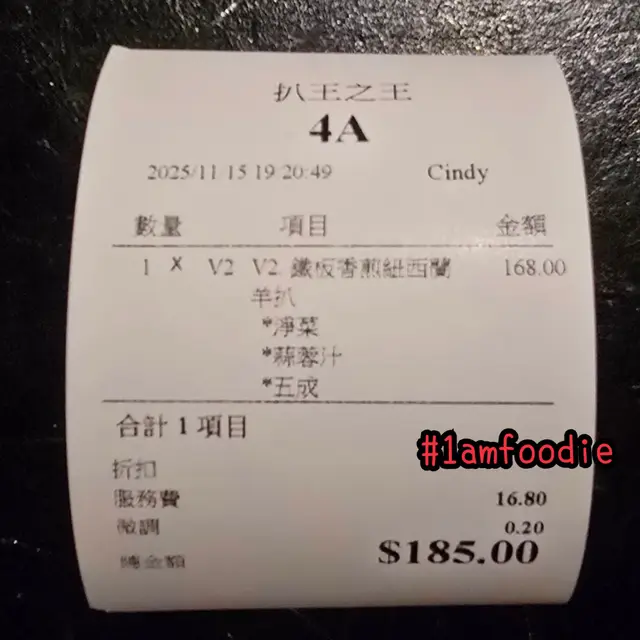 扒王之王
4A
2025/11 15 19 20:49 Cindy
數量 項目 金額
1 X V2 V2. 鐵板香煎紐西蘭 168.00
羊扒
*淨菜
*蒜蓉汁
*五成
合計 1 項目
#1amfoodie
折扣
服務費 16.80
微調 0.20
總金額 $185.00